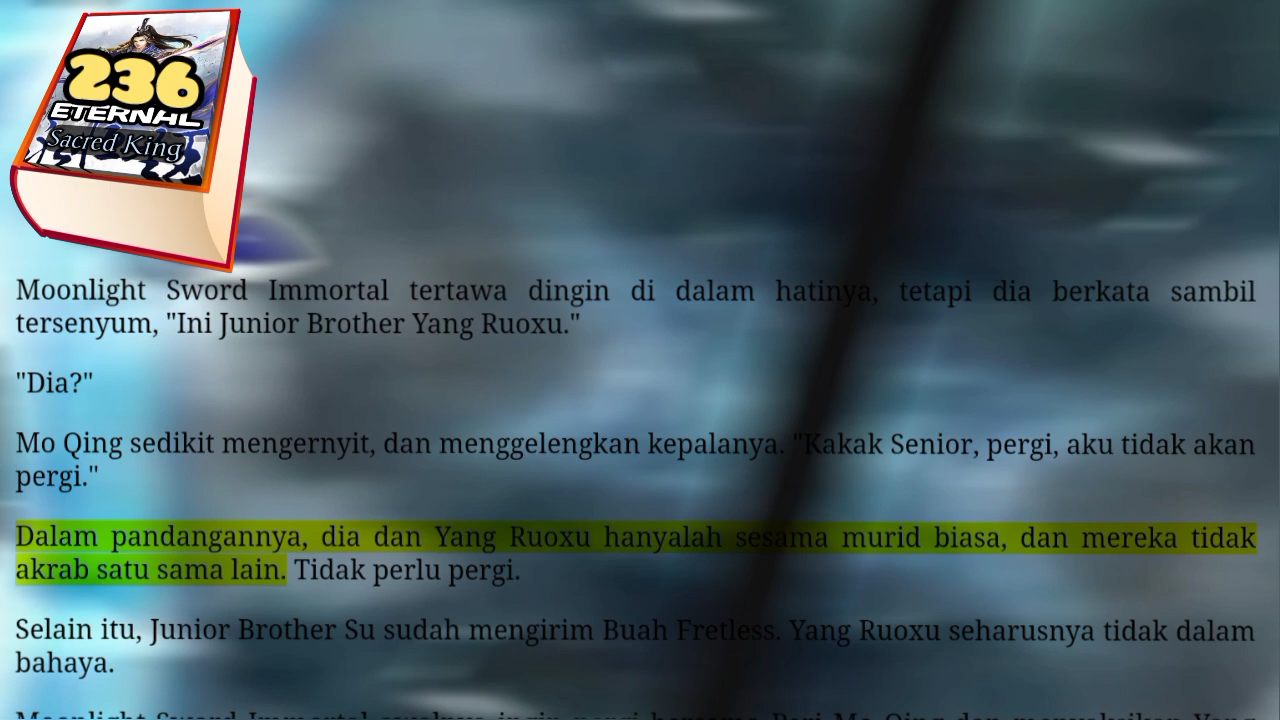 236
ETERNAL
Sacred King
Moonlight Sword Immortal tertawa dingin di dalam hatinya, tetapi dia berkata sambil
tersenyum, "Ini Junior Brother Yang Ruoxu."
"Dia?"
Mo Qing sedikit mengernyit, dan menggelengkan kepalanya. "Kakak Senior, pergi, aku tidak akan
pergi."
Dalam pandangannya, dia dan Yang Ruoxu hanyalah sesama murid biasa, dan mereka tidak
akrab satu sama lain. Tidak perlu pergi.
Selain itu, Junior Brother Su sudah mengirim Buah Fretless. Yang Ruoxu seharusnya tidak dalam
bahaya.